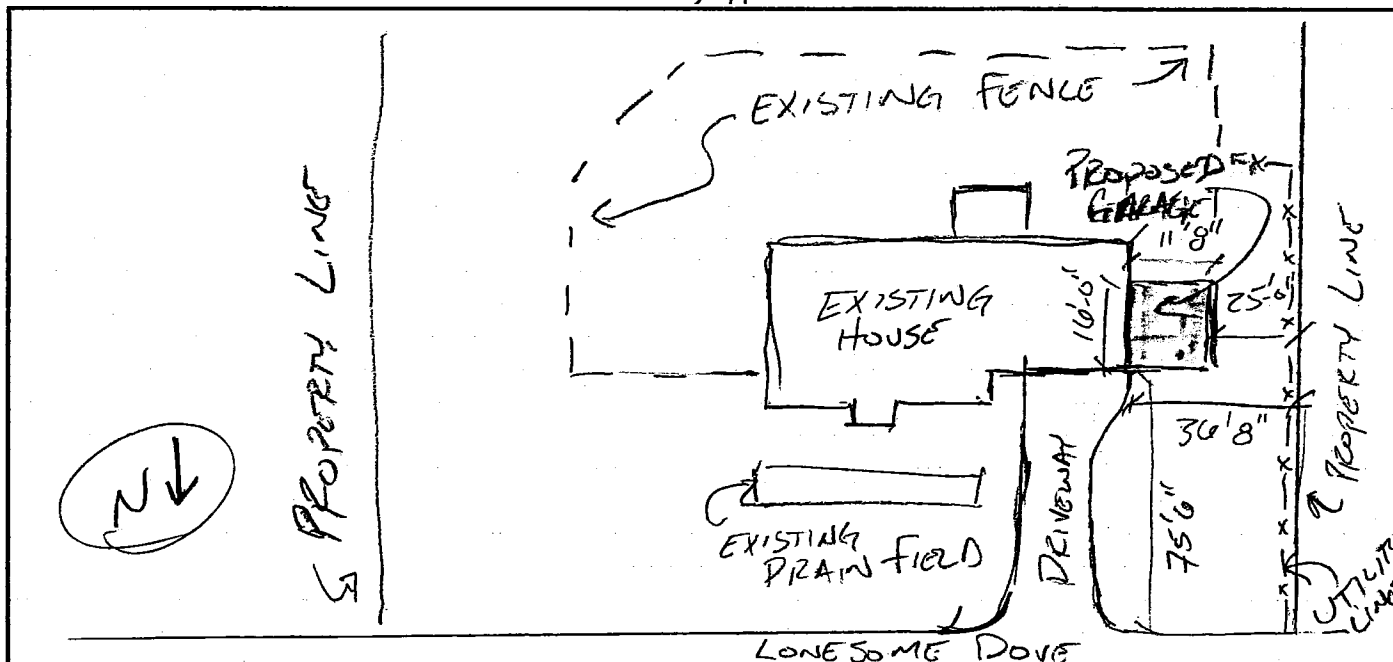 EXISTING FENCE
PROPOSED EX
GARAGE
11'8"
EXISTING
HOUSE
16'-0"
25'-0"
PROPERTY LINE
PROPERTY LINE
36'8"
N
DRIVEWAY
75'6"
EXISTING
DRAIN FIELD
UTILITY
LINE
LONESOME DOVE